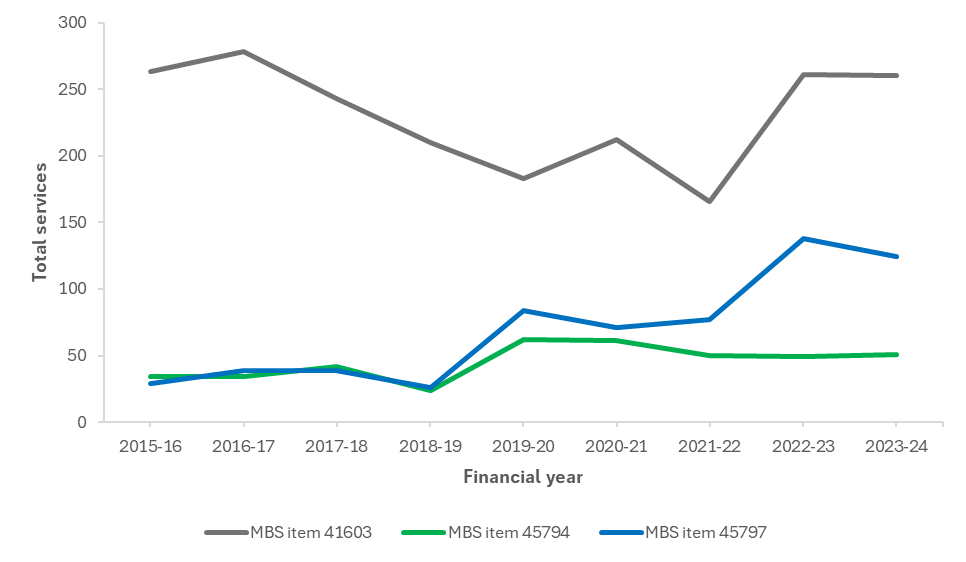 300
250
200
150
100
50
0
Total services
2015-16 2016-17 2017-18 2018-19 2019-20 2020-21 2021-22 2022-23 2023-24
Financial year
MBS item 41603 MBS item 45794 MBS item 45797